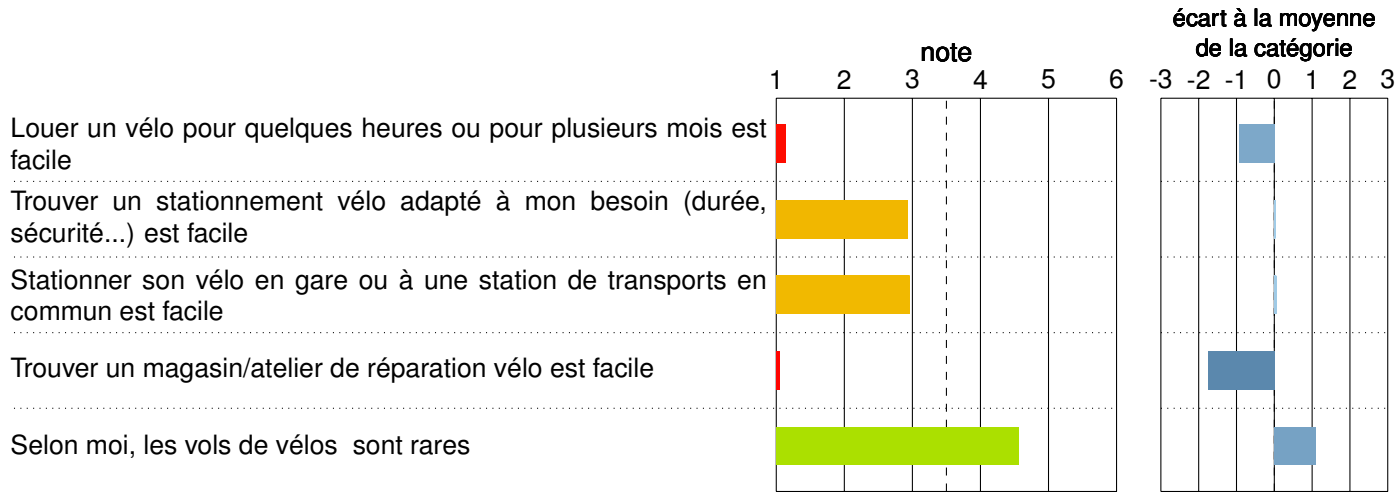 écart à la moyenne
de la catégorie
note
1 2 3 4 5 6
-3 -2 -1 0 1 2 3
Louer un vélo pour quelques heures ou pour plusieurs mois est
facile
Trouver un stationnement vélo adapté à mon besoin (durée,
sécurité...) est facile
Stationner son vélo en gare ou à une station de transports en
commun est facile
Trouver un magasin/atelier de réparation vélo est facile
Selon moi, les vols de vélos sont rares